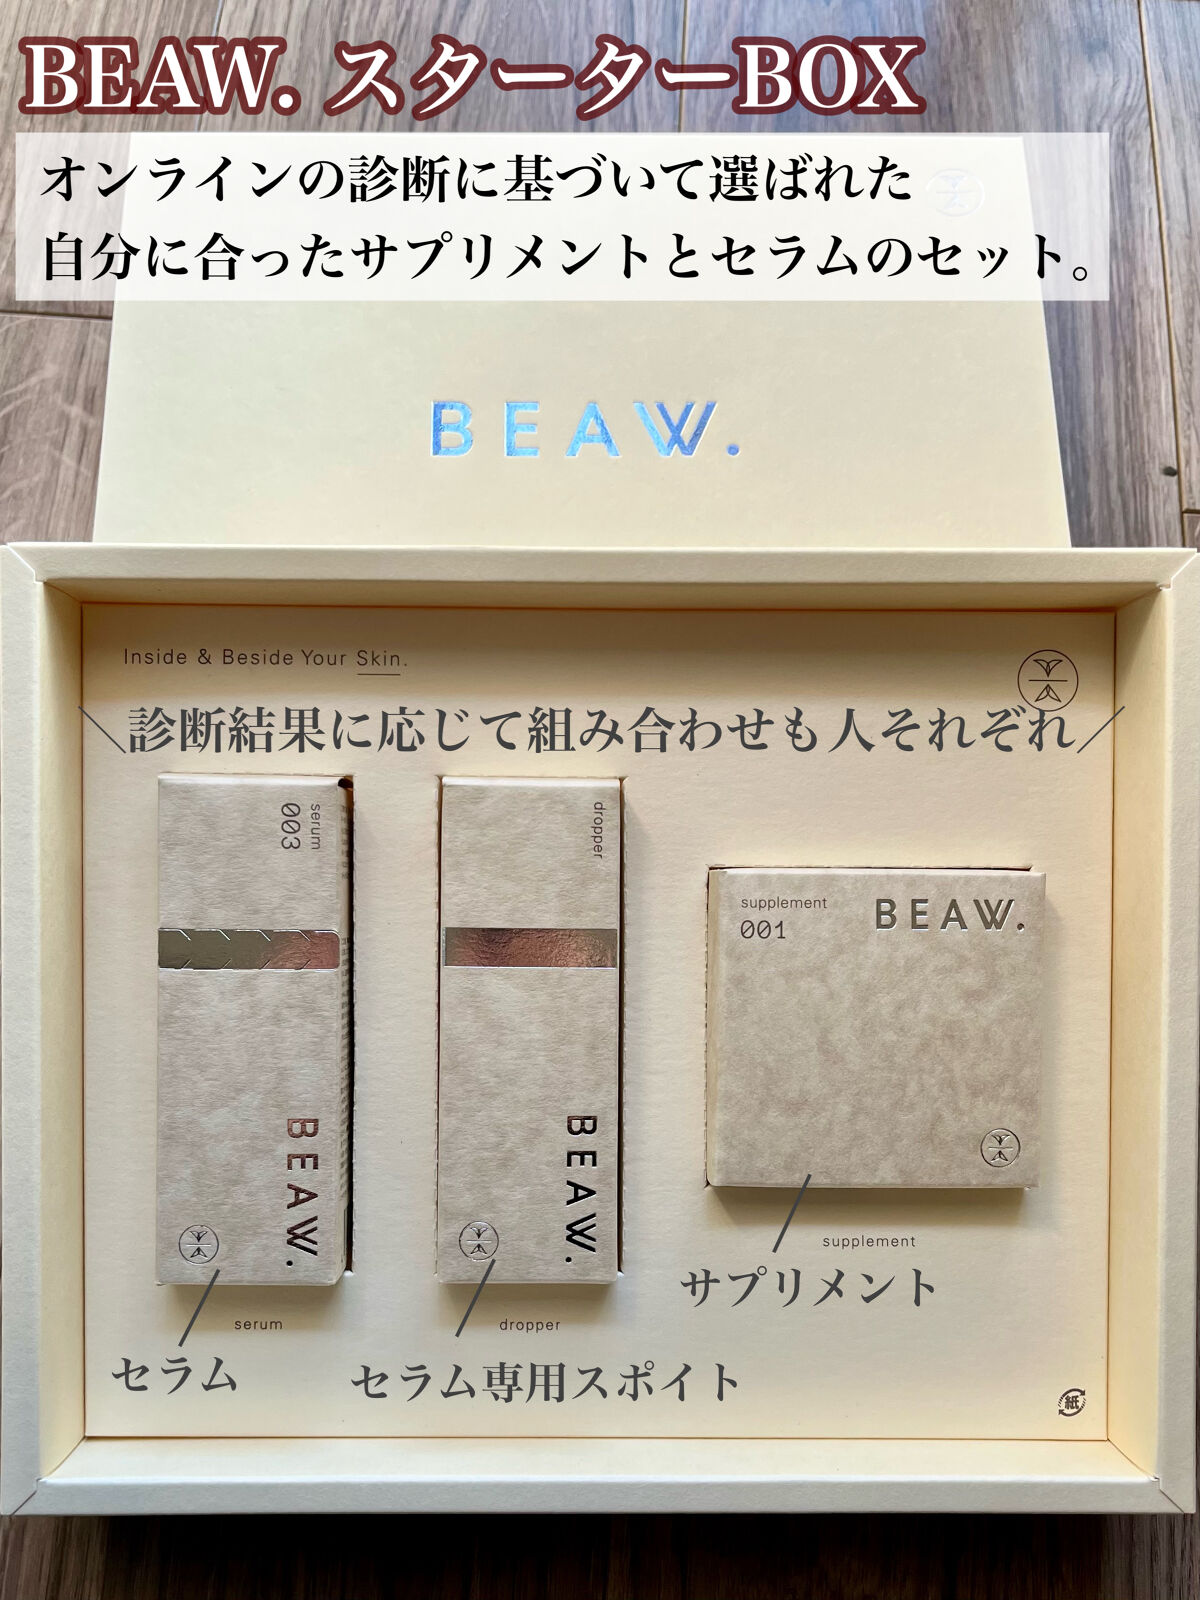 BEAW. スターターBOX
オンラインの診断に基づいて選ばれた
自分に合ったサプリメントとセラムのセット。
BEAW.
Inside & Beside Your Skin.
＼診断結果に応じて組み合わせも人それぞれ／
serum
003
BEAW.
dropper
BEAW.
supplement
001
BEAW.
supplement
サプリメント
serum
dropper
セラム
セラム専用スポイト
紙